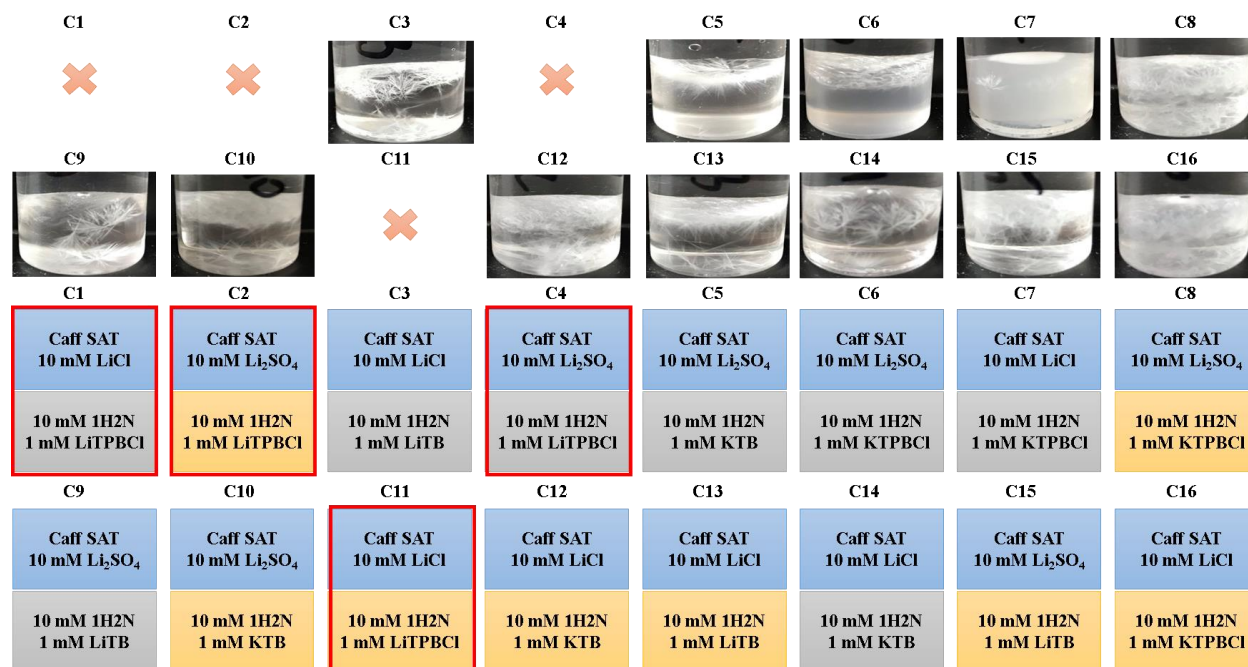 C1 C2 C3 C4 C5 C6 C7 C8
C9 C10 C11 C12 C13 C14 C15 C16
C1 C2 C3 C4 C5 C6 C7 C8
Caff SAT Caff SAT Caff SAT Caff SAT Caff SAT Caff SAT Caff SAT Caff SAT
10 mM LiCl 10 mM Li₂SO₄ 10 mM LiCl 10 mM Li₂SO₄ 10 mM Li₂SO₄ 10 mM Li₂SO₄ 10 mM LiCl 10 mM Li₂SO₄
10 mM 1H2N 10 mM 1H2N 10 mM 1H2N 10 mM 1H2N 10 mM 1H2N 10 mM 1H2N 10 mM 1H2N 10 mM 1H2N
1 mM LiTPBCl 1 mM LiTPBCl 1 mM LiTB 1 mM LiTPBCl 1 mM KTB 1 mM KTPBCl 1 mM KTPBCl 1 mM KTPBCl
C9 C10 C11 C12 C13 C14 C15 C16
Caff SAT Caff SAT Caff SAT Caff SAT Caff SAT Caff SAT Caff SAT Caff SAT
10 mM Li₂SO₄ 10 mM Li₂SO₄ 10 mM LiCl 10 mM LiCl 10 mM LiCl 10 mM LiCl 10 mM Li₂SO₄ 10 mM LiCl
10 mM 1H2N 10 mM 1H2N 10 mM 1H2N 10 mM 1H2N 10 mM 1H2N 10 mM 1H2N 10 mM 1H2N 10 mM 1H2N
1 mM LiTB 1 mM KTB 1 mM LiTPBCl 1 mM KTB 1 mM LiTB 1 mM KTB 1 mM LiTB 1 mM KTPBCl